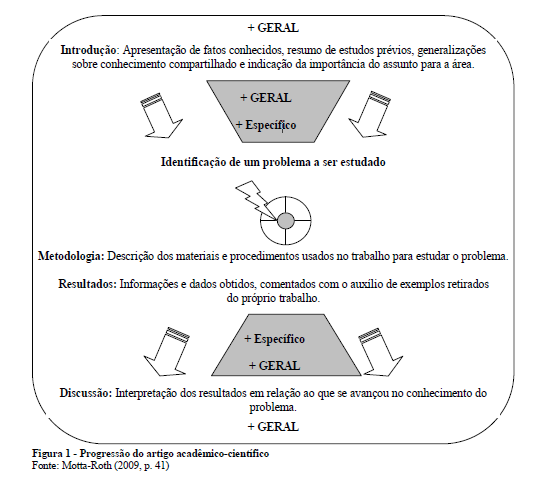 + GERAL
Introdução: Apresentação de fatos conhecidos, resumo de estudos prévios, generalizações
sobre conhecimento compartilhado e indicação da importância do assunto para a área.
+ GERAL
+ Específico
Identificação de um problema a ser estudado
Metodologia: Descrição dos materiais e procedimentos usados no trabalho para estudar o problema.
Resultados: Informações e dados obtidos, comentados com o auxílio de exemplos retirados
do próprio trabalho.
+ Específico
+ GERAL
Discussão: Interpretação dos resultados em relação ao que se avançou no conhecimento do
problema.
+ GERAL
Figura 1 - Progressão do artigo acadêmico-científico
Fonte: Motta-Roth (2009, p. 41)